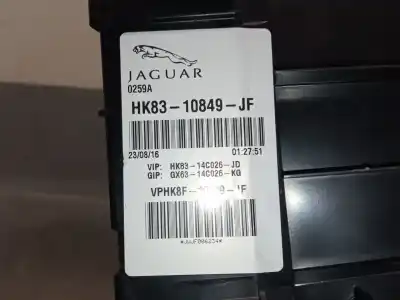 JAGUAR
0259A
HK83-10849-JF
23/08/16 01:27:51
VIP: HK83-14C026-JD
GIP: GX63-14C026-KG